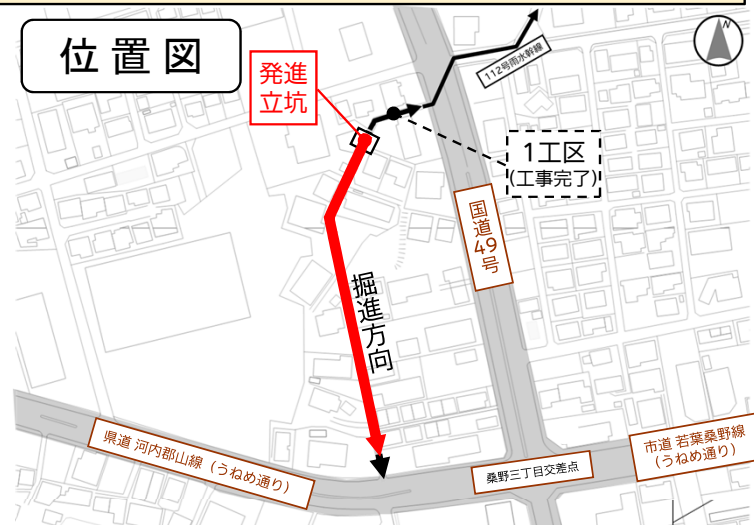 位置図
N
発進
立坑
112号雨水幹線
1工区
(工事完了)
国道49号
掘進方向
県道 河内郡山線（うねめ通り）
桑野三丁目交差点
市道 若葉桑野線
（うねめ通り）